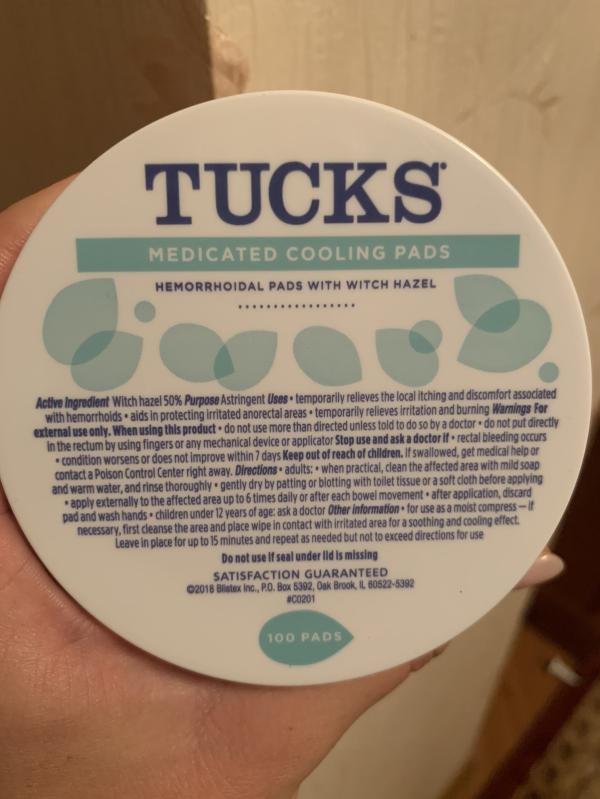 TUCKS
MEDICATED COOLING PADS
HEMORRHOIDAL PADS WITH WITCH HAZEL
Active Ingredient Witch hazel 50% Purpose Astringent Uses • temporarily relieves the local itching and discomfort associated
with hemorrhoids • aids in protecting irritated anorectal areas • temporarily relieves irritation and burning Warnings For
external use only. When using this product • do not use more than directed unless told to do so by a doctor • do not put directly
in the rectum by using fingers or any mechanical device or applicator Stop use and ask a doctor if • rectal bleeding occurs
• condition worsens or does not improve within 7 days Keep out of reach of children. If swallowed, get medical help or
contact a Poison Control Center right away. Directions • adults: • when practical, clean the affected area with mild soap
and warm water, and rinse thoroughly • gently dry by patting or blotting with toilet tissue or a soft cloth before applying
• apply externally to the affected area up to 6 times daily or after each bowel movement • after application, discard
pad and wash hands • children under 12 years of age: ask a doctor Other information • for use as a moist compress — if
necessary, first cleanse the area and place wipe in contact with irritated area for a soothing and cooling effect.
Leave in place for up to 15 minutes and repeat as needed but not to exceed directions for use
Do not use if seal under lid is missing
SATISFACTION GUARANTEED
©2018 Blistex Inc., P.O. Box 5392, Oak Brook, IL 60522-5392
#C0201
100 PADS